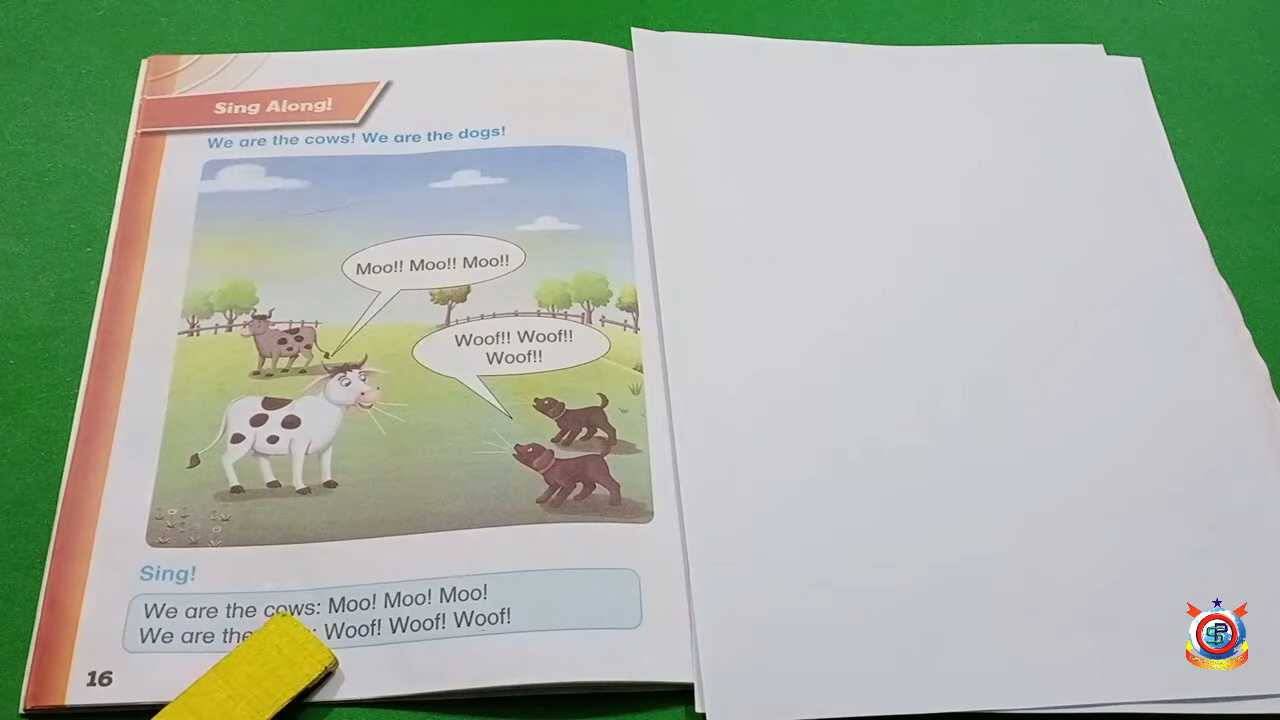 Sing Along!
We are the cows! We are the dogs!
Moo!! Moo!! Moo!!
Woof!! Woof!!
Woof!!
Sing!
We are the cows: Moo! Moo! Moo!
We are the : Woof! Woof! Woof!
16